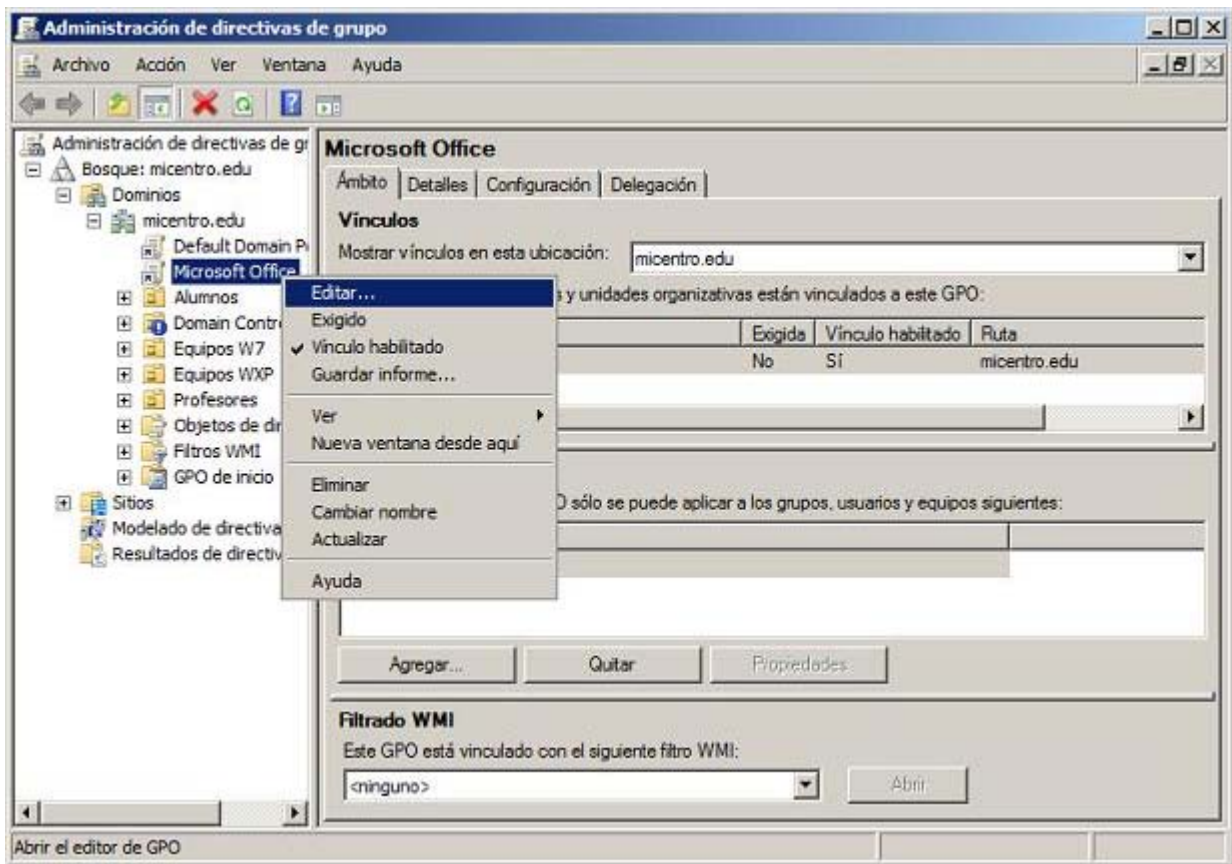 Administración de directivas de grupo
Archivo Acción Ver Ventana Ayuda
Administración de directivas de gr
Bosque: micentro.edu
Dominios
micentro.edu
Default Domain P
Microsoft Office
Alumnos
Domain Contr
Equipos W7
Equipos WXP
Profesores
Objetos de dir
Filtros WMI
GPO de inicio
Sitios
Modelado de directiva
Resultados de directiv
Editar...
Exigido
Vínculo habilitado
Guardar informe...
Ver
Nueva ventana desde aquí
Eliminar
Cambiar nombre
Actualizar
Ayuda
Microsoft Office
Ámbito Detalles Configuración Delegación
Vínculos
Mostrar vínculos en esta ubicación: micentro.edu
s y unidades organizativas están vinculados a este GPO:
Exigida Vínculo habilitado Ruta
No Sí micentro.edu
sólo se puede aplicar a los grupos, usuarios y equipos siguientes:
Agregar... Quitar Propiedades
Filtrado WMI
Este GPO está vinculado con el siguiente filtro WMI:
<ninguno> Abrir
Abrir el editor de GPO